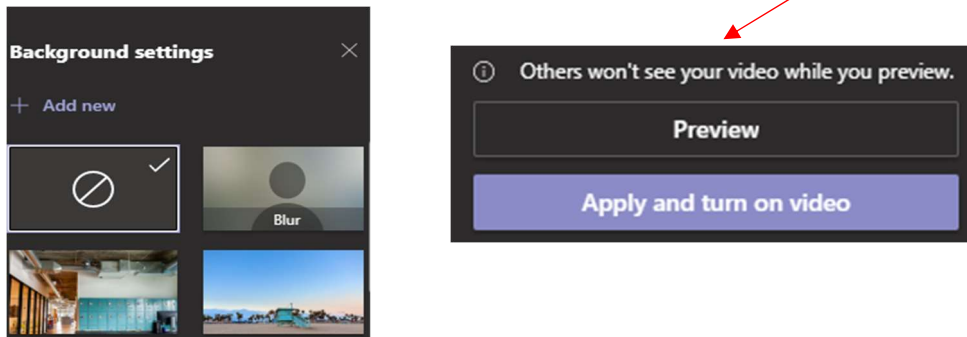 Background settings
+ Add new
Blur
Others won't see your video while you preview.
Preview
Apply and turn on video